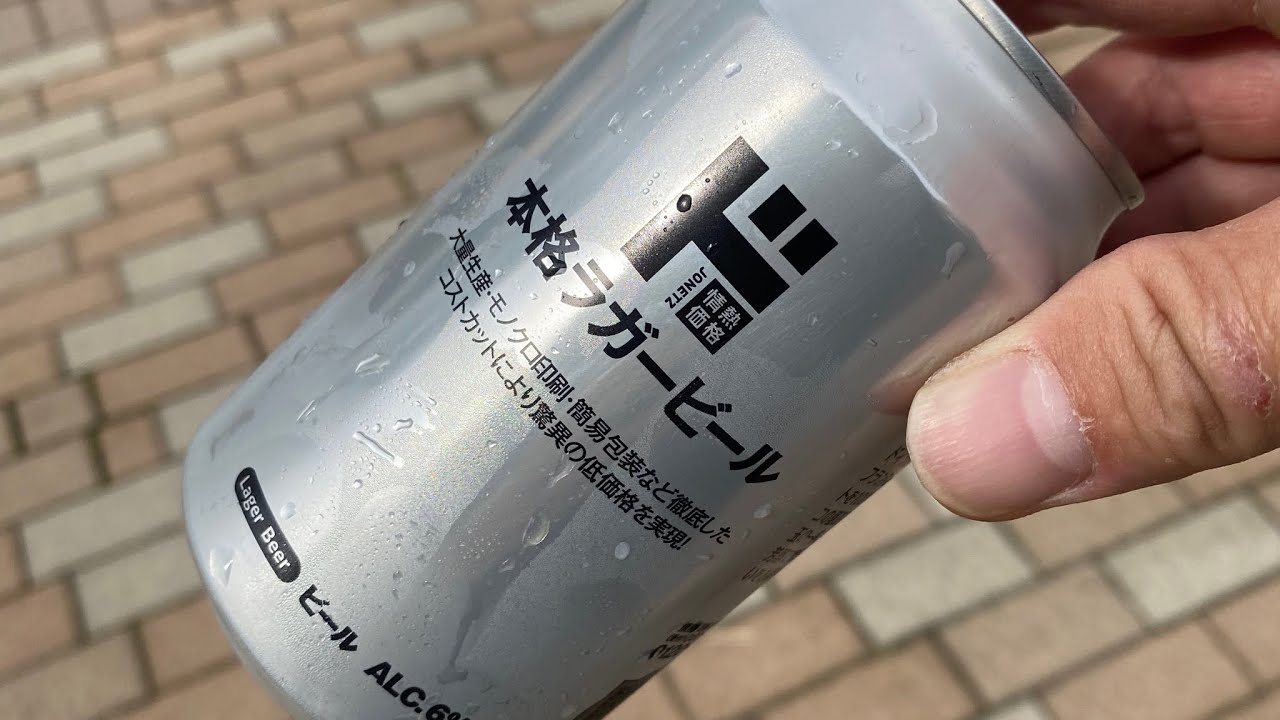 ド
JONETZ
情熱
価格
本格ラガービール
大量生産・モノクロ印刷・簡易包装など徹底した
コストカットにより驚異の低価格を実現!
Lager Beer
ビール ALC.6%